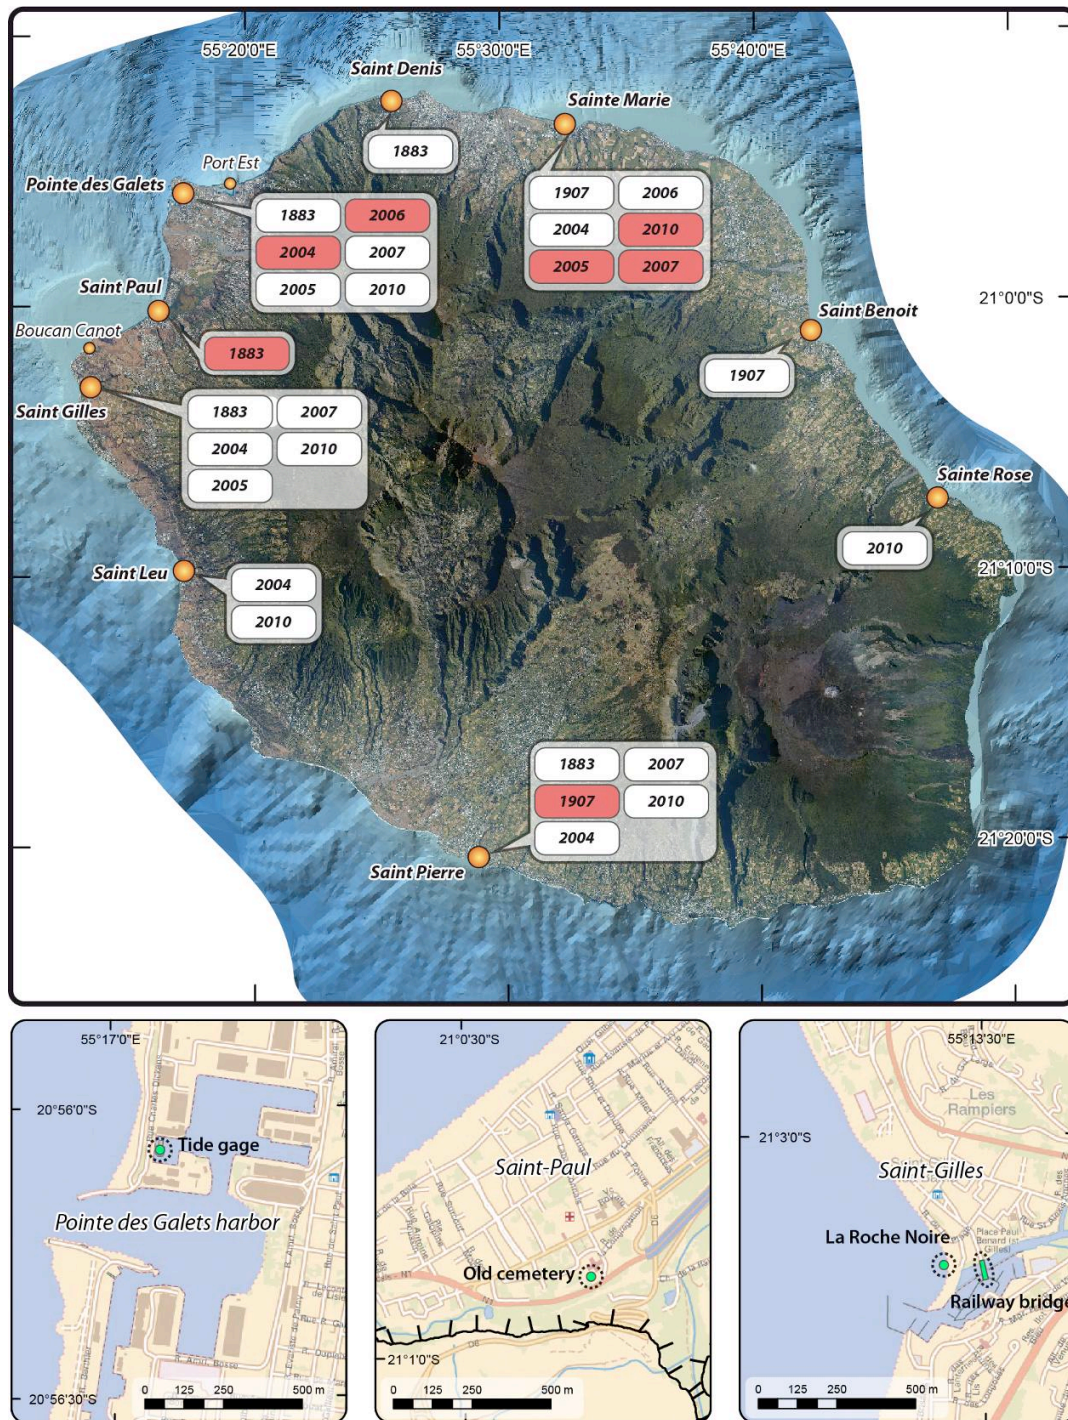 55°20'0"E
55°30'0"E
55°40'0"E
Saint Denis
Sainte Marie
1883
Port Est
Pointe des Galets
1883 2006
2004 2007
2005 2010
1907 2006
2004 2010
2005 2007
Saint Paul
21°0'0"S
Saint Benoit
Boucan Canot
1883
1907
Saint Gilles
1883 2007
2004 2010
2005
Sainte Rose
2010
Saint Leu
2004
2010
21°10'0"S
1883 2007
1907 2010
2004
21°20'0"S
Saint Pierre
55°17'0"E
20°56'0"S
Tide gage
Pointe des Galets harbor
R. Amiral Bosse
20°56'30"S
0 125 250 500 m
21°0'30"S
Saint-Paul
Old cemetery
21°1'0"S
0 125 250 500 m
55°13'30"E
Les
Rampiers
21°3'0"S
Saint-Gilles
La Roche Noire
Place Paul
Railway bridge
0 125 250 500 m